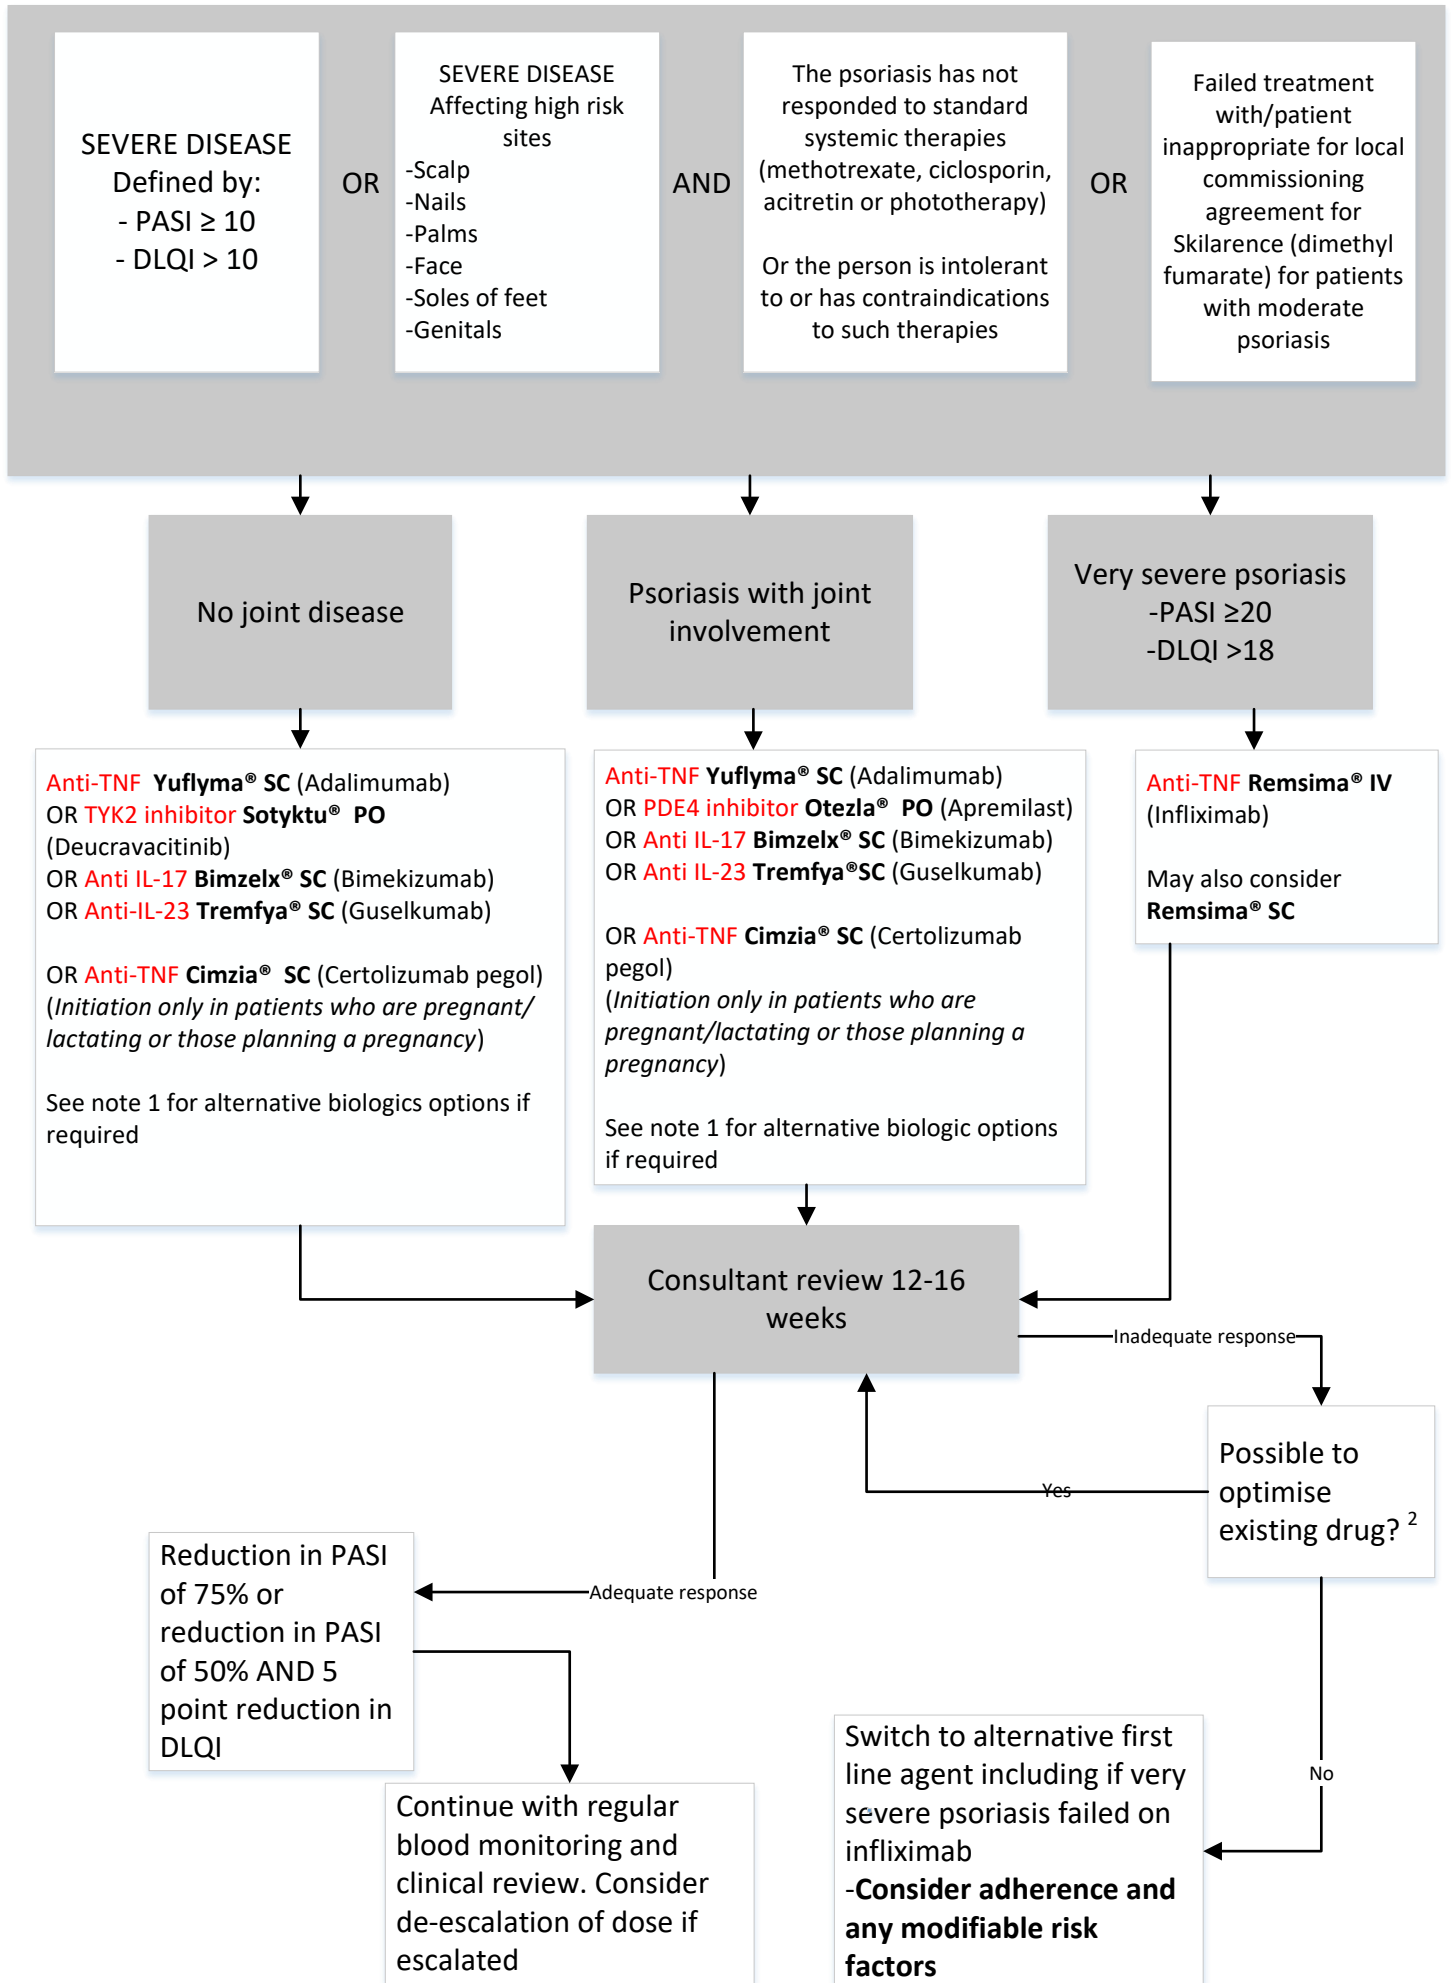 SEVERE DISEASE
Defined by:
- PASI ≥ 10
- DLQI > 10
OR
SEVERE DISEASE
Affecting high risk
sites
-Scalp
-Nails
-Palms
-Face
-Soles of feet
-Genitals
AND
The psoriasis has not
responded to standard
systemic therapies
(methotrexate, ciclosporin,
acitretin or phototherapy)
Or the person is intolerant
to or has contraindications
to such therapies
OR
Failed treatment
with/patient
inappropriate for local
commissioning
agreement for
Skilarence (dimethyl
fumarate) for patients
with moderate
psoriasis
No joint disease
Psoriasis with joint
involvement
Very severe psoriasis
-PASI ≥20
-DLQI >18
Anti-TNF Yuflyma® SC (Adalimumab)
OR TYK2 inhibitor Sotyktu® PO
(Deucravacitinib)
OR Anti IL-17 Bimzelx® SC (Bimekizumab)
OR Anti-IL-23 Tremfya® SC (Guselkumab)
OR Anti-TNF Cimzia® SC (Certolizumab pegol)
(Initiation only in patients who are pregnant/
lactating or those planning a pregnancy)
See note 1 for alternative biologics options if
required
Anti-TNF Yuflyma® SC (Adalimumab)
OR PDE4 inhibitor Otezla® PO (Apremilast)
OR Anti IL-17 Bimzelx® SC (Bimekizumab)
OR Anti IL-23 Tremfya®SC (Guselkumab)
OR Anti-TNF Cimzia® SC (Certolizumab
pegol)
(Initiation only in patients who are
pregnant/lactating or those planning a
pregnancy)
See note 1 for alternative biologic options
if required
Anti-TNF Remsima® IV
(Infliximab)
May also consider
Remsima® SC
Consultant review 12-16
weeks
Inadequate response
Possible to
optimise
existing drug? 2
Yes
Adequate response
Reduction in PASI
of 75% or
reduction in PASI
of 50% AND 5
point reduction in
DLQI
No
Continue with regular
blood monitoring and
clinical review. Consider
de-escalation of dose if
escalated
Switch to alternative first
line agent including if very
severe psoriasis failed on
infliximab
-Consider adherence and
any modifiable risk
factors